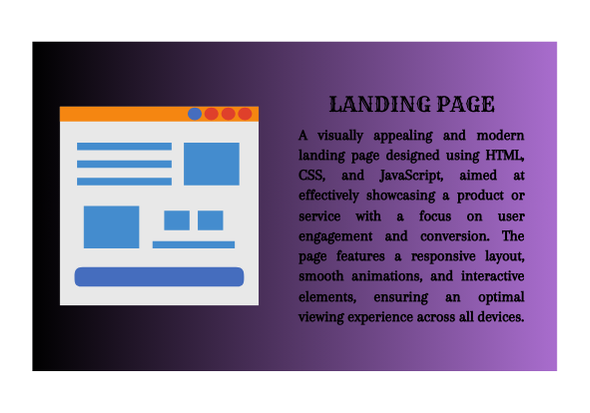 LANDING PAGE
A visually appealing and modern
landing page designed using HTML,
CSS, and JavaScript, aimed at
effectively showcasing a product or
service with a focus on user
engagement and conversion. The
page features a responsive layout,
smooth animations, and interactive
elements, ensuring an optimal
viewing experience across all devices.